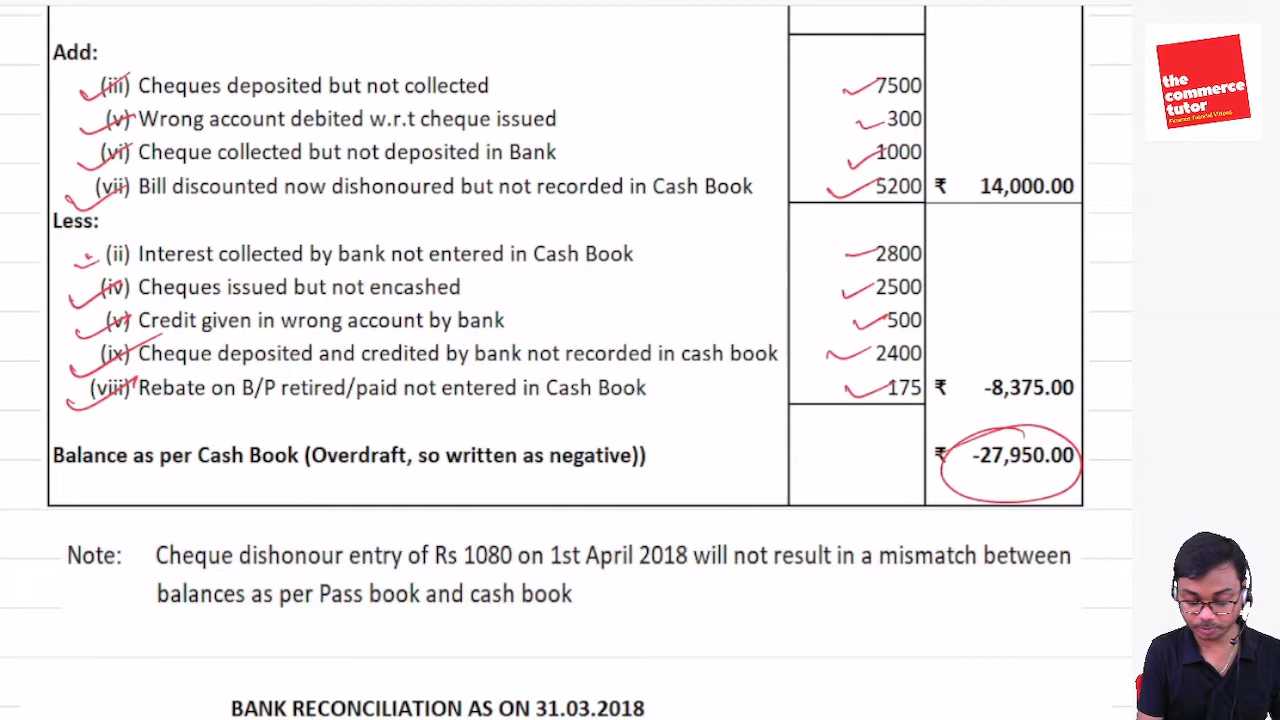 Add:
(iii) Cheques deposited but not collected 7500
(v) Wrong account debited w.r.t cheque issued 300
(vi) Cheque collected but not deposited in Bank 1000
(vii) Bill discounted now dishonoured but not recorded in Cash Book 5200 ₹ 14,000.00
Less:
(ii) Interest collected by bank not entered in Cash Book 2800
(iv) Cheques issued but not encashed 2500
(v) Credit given in wrong account by bank 500
(ix) Cheque deposited and credited by bank not recorded in cash book 2400
(viii) Rebate on B/P retired/paid not entered in Cash Book 175 ₹ -8,375.00
Balance as per Cash Book (Overdraft, so written as negative)) ₹ -27,950.00
Note: Cheque dishonour entry of Rs 1080 on 1st April 2018 will not result in a mismatch between
balances as per Pass book and cash book
BANK RECONCILIATION AS ON 31.03.2018
the
commerce
tutor
Finance Tutorial Videos